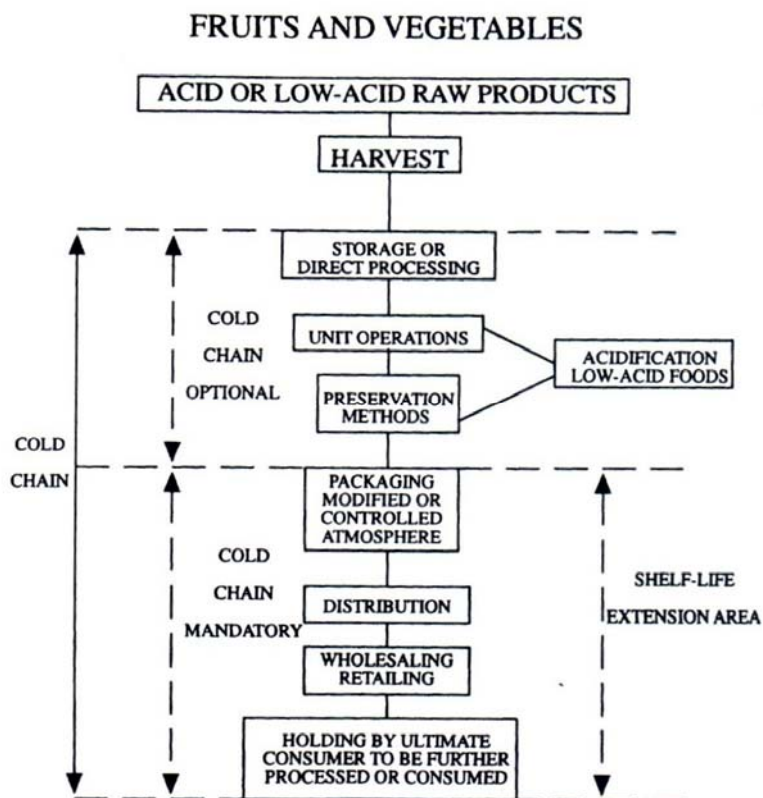 FRUITS AND VEGETABLES
ACID OR LOW-ACID RAW PRODUCTS
HARVEST
STORAGE OR
DIRECT PROCESSING
COLD
CHAIN
OPTIONAL
UNIT OPERATIONS
PRESERVATION
METHODS
ACIDIFICATION
LOW-ACID FOODS
COLD
CHAIN
PACKAGING
MODIFIED OR
CONTROLLED
ATMOSPHERE
COLD
CHAIN
MANDATORY
DISTRIBUTION
WHOLESALING
RETAILING
HOLDING BY ULTIMATE
CONSUMER TO BE FURTHER
PROCESSED OR CONSUMED
SHELF-LIFE
EXTENSION AREA